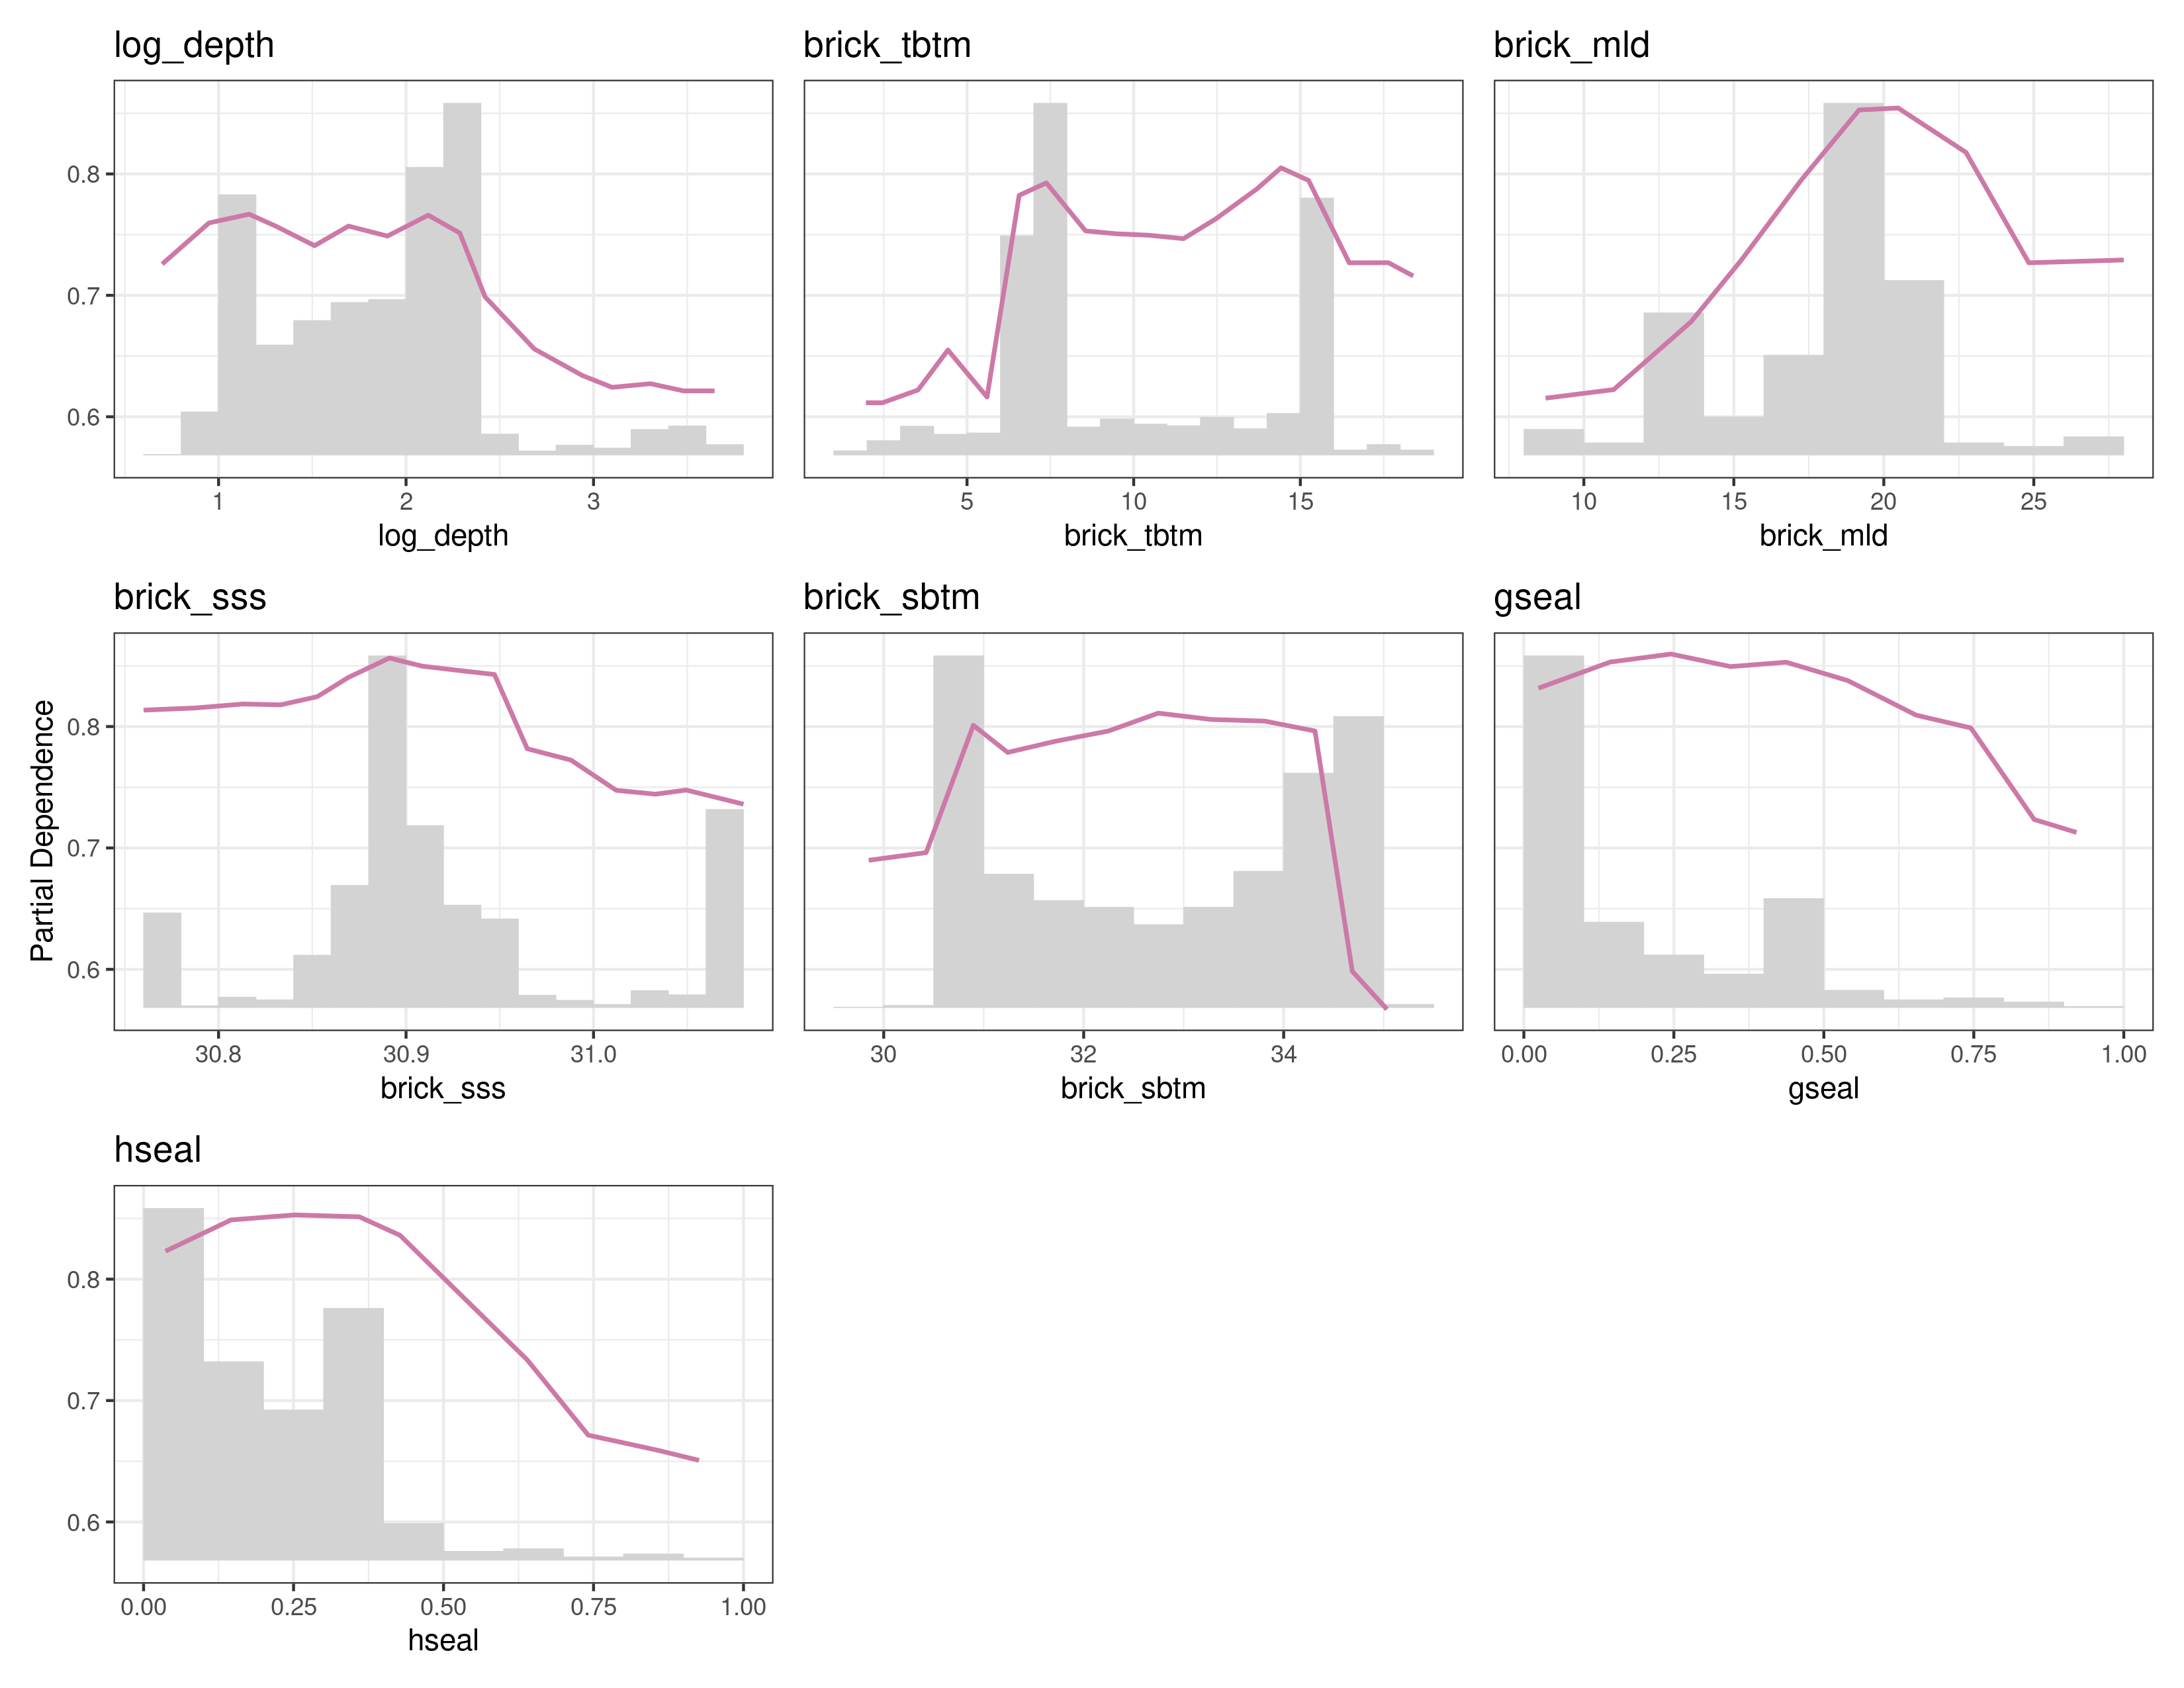 log_depth
brick_tbtm
brick_mld
0.8
0.7
0.6
1 2 3
5 10 15
10 15 20 25
log_depth
brick_tbtm
brick_mld
brick_sss
brick_sbtm
gseal
Partial Dependence
0.8
0.7
0.6
30.8 30.9 31.0
30 32 34
0.00 0.25 0.50 0.75 1.00
brick_sss
brick_sbtm
gseal
hseal
0.8
0.7
0.6
0.00 0.25 0.50 0.75 1.00
hseal